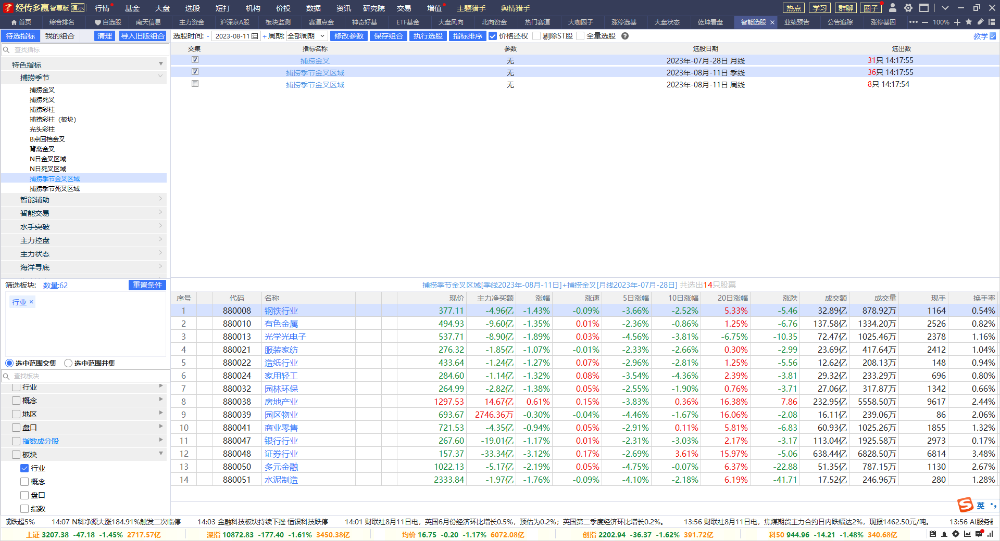 经传多赢 智尊版 演示 行情 基金 大盘 选股 短打 机构 价投 数据 资讯 研究院 交易 增值 主题猎手 舆情猎手 热点 学习 群聊 圈子
首页 综合排名 自选股 南天信息 主力资金 沪深京A股 板块监测 赛道点金 神奇好基 ETF基金 大盘风向 北向资金 热门赛道 大咖圈子 涨停选基 大盘状态 乾坤看盘 智能选股 × 业绩预告 公告追踪 涨停基因 ••• 100%
待选指标 我的组合 清理 导入旧版组合 选股时间: - 2023-08-11 + 周期: 全部周期 修改参数 保存组合 执行选股 指标排序 价格还权 剔除ST股 全量选股 教学
查找指标
特色指标
捕捞季节
捕捞金叉
捕捞死叉
捕捞彩柱
捕捞彩柱（板块）
光头彩柱
B点回档金叉
背离金叉
N日金叉区域
N日死叉区域
捕捞季节金叉区域
捕捞季节死叉区域
智能辅助
智能交易
水手突破
主力控盘
主力状态
海洋寻底
筛选板块: 数量:62 重置条件
行业 ×
选中范围交集 选中范围并集
查找板块
行业
概念
地区
盘口
指数成分股
板块
行业
概念
盘口
指数
交集 指标名称 参数 选股日期 选出数
捕捞金叉 无 2023年-07月-28日 月线 31只 14:17:55
捕捞季节金叉区域 无 2023年-08月-11日 季线 36只 14:17:55
捕捞季节金叉区域 无 2023年-08月-11日 周线 8只 14:17:54
捕捞季节金叉区域[季线2023年-08月-11日]+捕捞金叉[月线2023年-07月-28日] 共选出14只股票
序号 代码 名称 现价 主力净买额 涨幅 涨速 5日涨幅 10日涨幅 20日涨幅 涨跌 成交额 成交量 现手 换手率
1 880008 钢铁行业 377.11 -4.96亿 -1.43% -0.09% -3.66% -2.52% 5.33% -5.46 32.89亿 878.92万 1164 0.54%
2 880010 有色金属 494.93 -9.60亿 -1.35% 0.01% -2.36% -0.86% 1.25% -6.76 137.58亿 1334.20万 2526 0.82%
3 880013 光学光电子 537.71 -8.90亿 -1.89% 0.03% -4.56% -3.81% -6.75% -10.35 72.47亿 1025.46万 2378 1.16%
4 880021 服装家纺 276.32 -1.85亿 -1.07% -0.01% -2.33% -2.66% 0.30% -2.99 23.69亿 417.64万 2412 1.04%
5 880022 造纸行业 433.64 -1.24亿 -1.27% 0.07% -2.96% -2.81% 1.25% -5.56 12.62亿 208.13万 148 0.94%
6 880024 家用轻工 284.60 -1.14亿 -1.32% 0.08% -3.54% -4.36% 2.39% -3.81 29.32亿 233.29万 696 0.80%
7 880032 园林环保 264.99 -2.82亿 -1.38% 0.05% -2.55% -1.90% 0.76% -3.71 27.06亿 317.87万 1342 0.66%
8 880038 房地产业 1297.53 14.67亿 0.61% 0.15% -3.83% 0.36% 16.38% 7.86 232.95亿 5558.50万 9617 2.44%
9 880039 园区物业 693.67 2746.36万 -0.30% -0.04% -4.46% -1.67% 16.06% -2.08 16.11亿 239.06万 86 2.06%
10 880041 商业零售 721.53 -4.35亿 -0.94% 0.05% -2.91% 0.11% 5.81% -6.83 60.93亿 1025.26万 1855 1.32%
11 880047 银行行业 267.60 -19.01亿 -1.17% 0.01% -2.31% -3.03% 2.17% -3.17 113.04亿 1925.58万 2973 0.17%
12 880048 证券行业 157.37 -33.34亿 -3.12% 0.17% -2.69% 3.61% 15.97% -5.06 638.44亿 6828.50万 6814 3.48%
13 880050 多元金融 1022.13 -5.17亿 -2.19% 0.05% -4.75% -0.07% 6.37% -22.88 51.35亿 787.15万 1130 2.67%
14 880051 水泥制造 2333.84 -1.97亿 -1.76% -0.09% -4.10% -2.18% 6.19% -41.71 17.52亿 246.96万 280 1.28%
英
跌超5% 14:07 N科净源大涨184.91%触发二次临停 14:03 金融科技板块持续下挫 恒银科技跌停 14:01 财联社8月11日电，英国6月份经济环比增长0.5%，预估为0.2%；英国第二季度经济环比增长0.2%。 13:56 财联社8月11日电，焦煤期货主力合约日内跌幅达2%，现报1462.50元/吨。 13:56 AI服务器
上证 3207.38 -47.18 -1.45% 2717.57亿 深指 10872.83 -177.40 -1.61% 3450.38亿 均价 16.75 -0.20 -1.17% 6072.08亿 创指 2202.94 -36.37 -1.62% 391.72亿 科50 944.96 -14.21 -1.48% 340.68亿